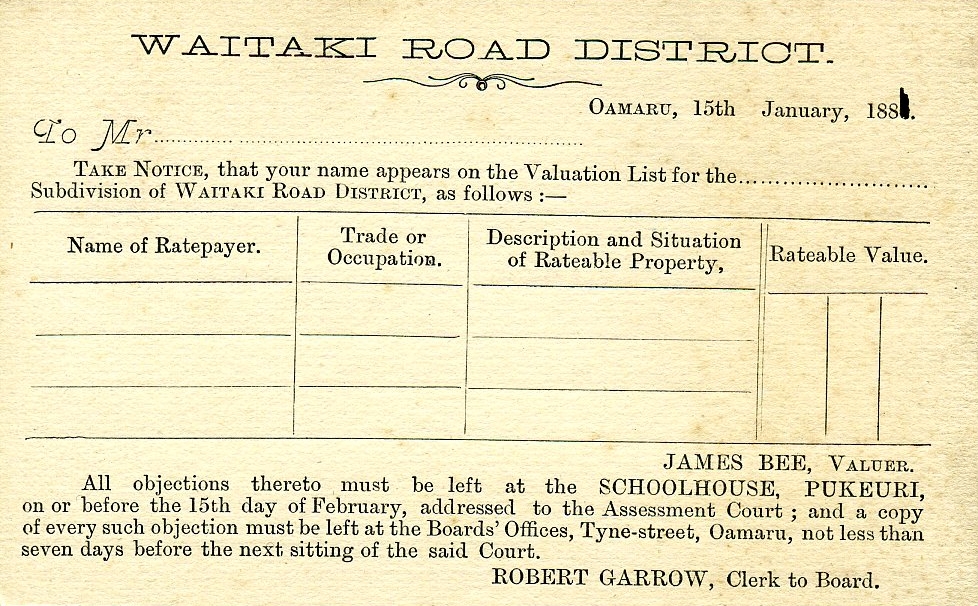 WAITAKI ROAD DISTRICT.
OAMARU, 15th January, 188
To Mr
TAKE NOTICE, that your name appears on the Valuation List for the
Subdivision of WAITAKI ROAD DISTRICT, as follows :—
Name of Ratepayer.
Trade or
Occupation.
Description and Situation
of Rateable Property,
Rateable Value.
JAMES BEE, VALUER.
All objections thereto must be left at the SCHOOLHOUSE, PUKEURI,
on or before the 15th day of February, addressed to the Assessment Court ; and a copy
of every such objection must be left at the Boards' Offices, Tyne-street, Oamaru, not less than
seven days before the next sitting of the said Court.
ROBERT GARROW, Clerk to Board.